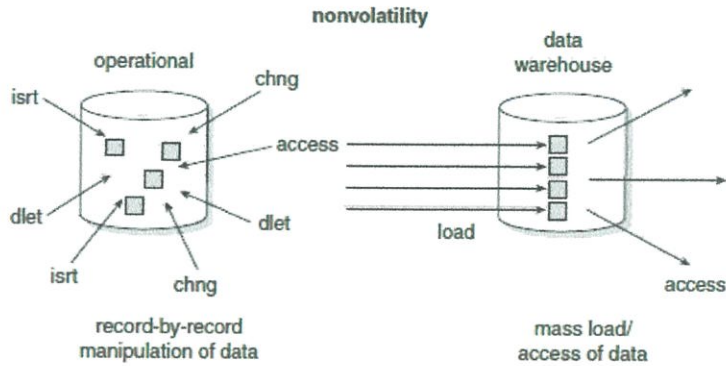 nonvolatility
operational
isrt
chng
access
dlet
dlet
isrt
chng
record-by-record
manipulation of data
data
warehouse
load
access
mass load/
access of data